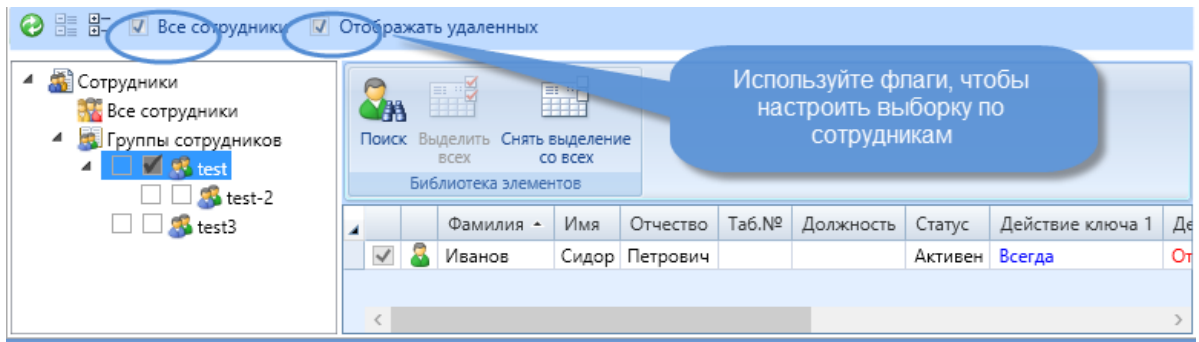 Все сотрудники Отображать удаленных
Используйте флаги, чтобы
настроить выборку по
сотрудникам
Сотрудники
Все сотрудники
Группы сотрудников
test
test-2
test3
Поиск Выделить всех Снять выделение со всех
Библиотека элементов
Фамилия Имя Отчество Таб.№ Должность Статус Действие ключа 1 Де
Иванов Сидор Петрович Активен Всегда От